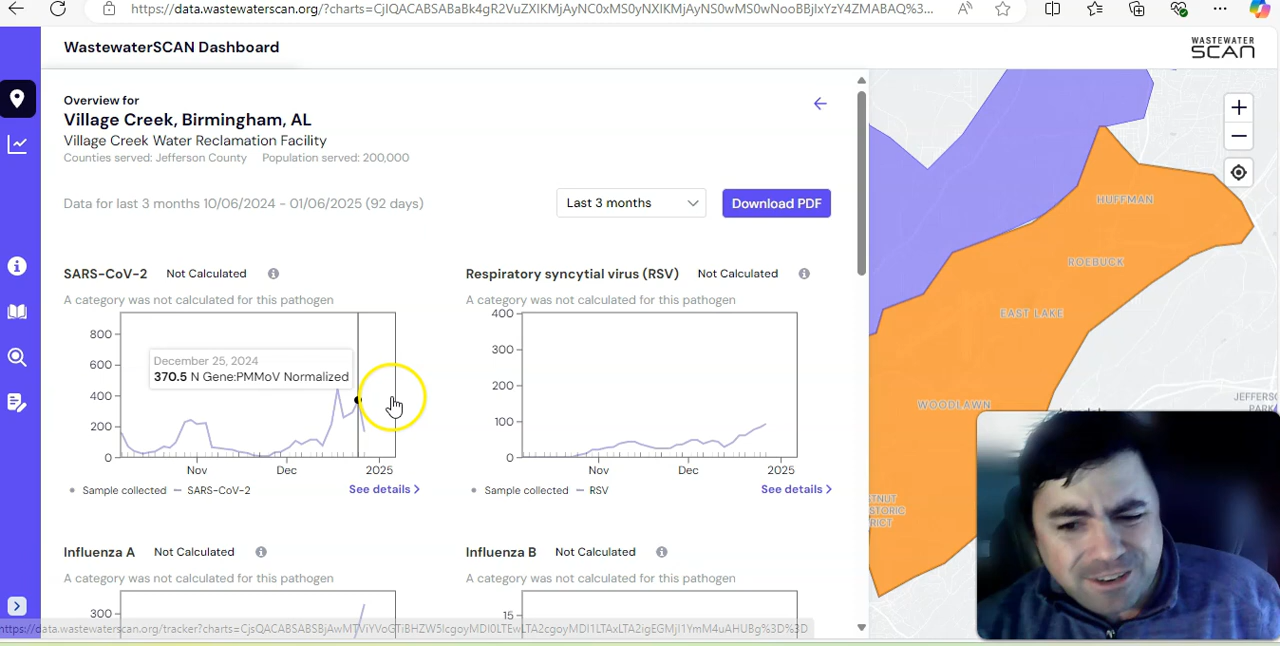 https://data.wastewaterscan.org/?charts=CjIQACABSABaBk4gR2VuZXIKMjAyNC0xMS0yNXIKMjAyNS0wMS0wNnooBBjIxYzY4ZMABAQ%3D...
WastewaterSCAN Dashboard
WASTEWATER
SCAN
Overview for
Village Creek, Birmingham, AL
Village Creek Water Reclamation Facility
Counties served: Jefferson County Population served: 200,000
Data for last 3 months 10/06/2024 - 01/06/2025 (92 days)
Last 3 months
Download PDF
SARS-CoV-2 Not Calculated
A category was not calculated for this pathogen
800
600
400
200
0
December 25, 2024
370.5 N Gene:PMMoV Normalized
Nov Dec 2025
Sample collected SARS-CoV-2
See details >
Respiratory syncytial virus (RSV) Not Calculated
A category was not calculated for this pathogen
400
300
200
100
0
Nov Dec 2025
Sample collected RSV
See details >
Influenza A Not Calculated
A category was not calculated for this pathogen
300
Influenza B Not Calculated
A category was not calculated for this pathogen
15
HUFFMAN
ROEBUCK
EAST LAKE
WOODLAWN
JEFFERS
PARK